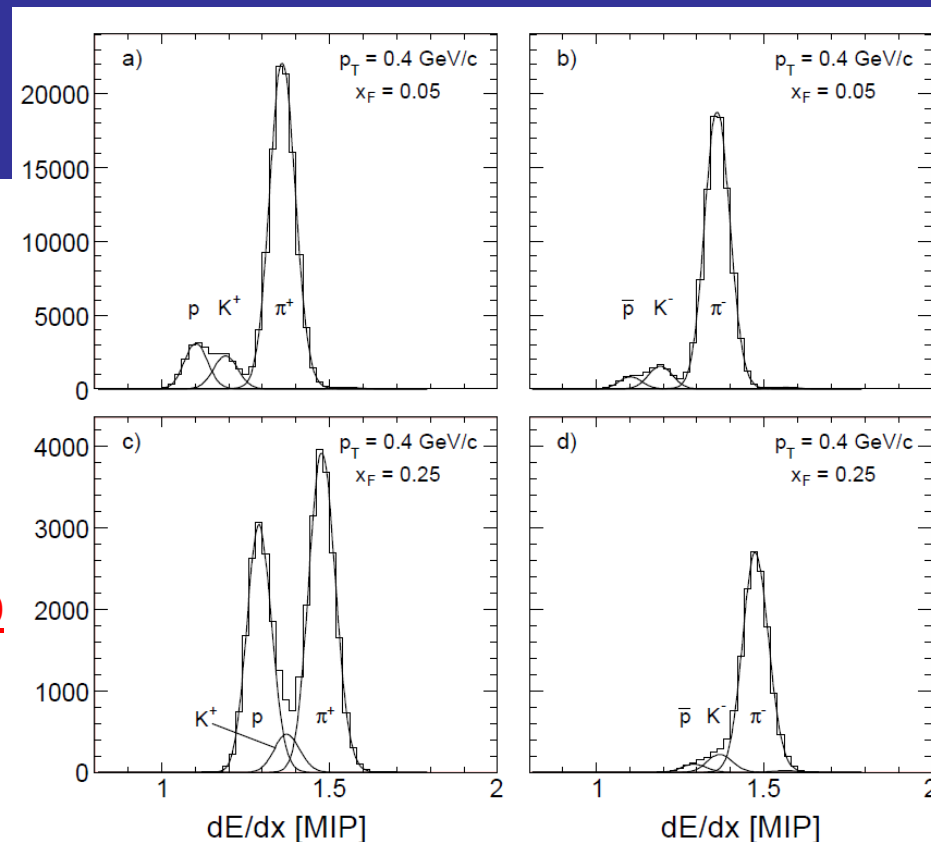 a)
p_T = 0.4 GeV/c
x_F = 0.05
20000
15000
10000
5000
0
p K⁺ π⁺
b)
p_T = 0.4 GeV/c
x_F = 0.05
p̅ K⁻ π⁻
c)
p_T = 0.4 GeV/c
x_F = 0.25
4000
3000
2000
1000
0
K⁺ p π⁺
1 1.5 2
dE/dx [MIP]
d)
p_T = 0.4 GeV/c
x_F = 0.25
p̅ K⁻ π⁻
1 1.5 2
dE/dx [MIP]